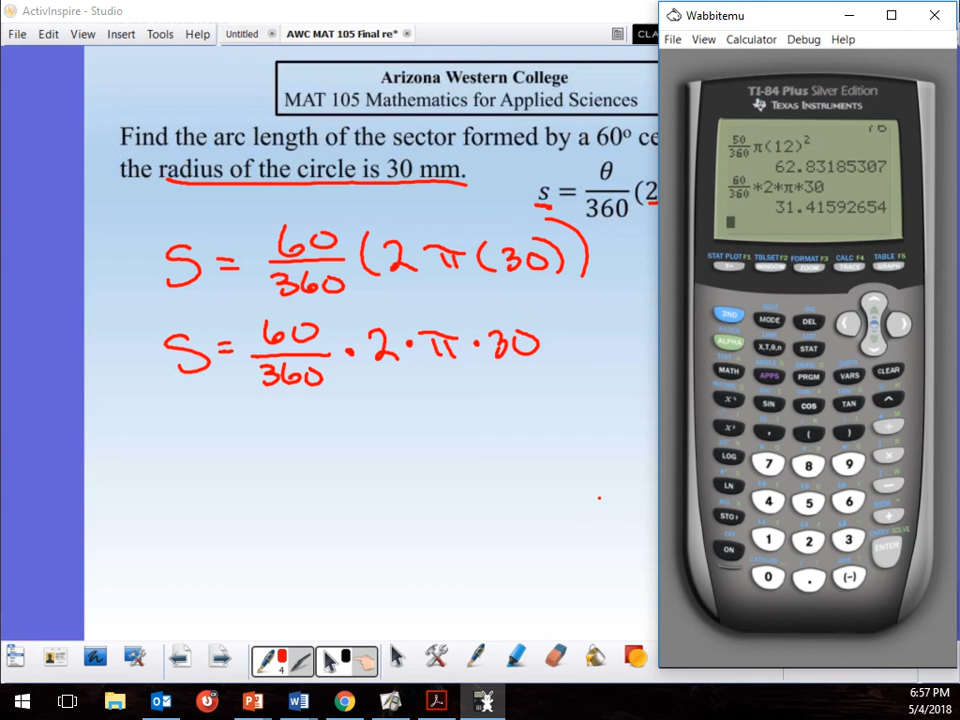 ActivInspire - Studio
File Edit View Insert Tools Help
Untitled
AWC MAT 105 Final re*
CLA
Arizona Western College
MAT 105 Mathematics for Applied Sciences
Find the arc length of the sector formed by a 60° ce
the radius of the circle is 30 mm.
s = θ/360 (2
S = 60/360 (2 π (30))
S = 60/360 · 2 · π · 30
4
Wabbitemu
File View Calculator Debug Help
TI-84 Plus Silver Edition
TEXAS INSTRUMENTS
50/360 π(12)²
62.83185307
60/360 *2*π*30
31.41592654
STAT PLOT F1 TBLSET F2 FORMAT F3 CALC F4 TABLE F5
Y= WINDOW ZOOM TRACE GRAPH
2ND MODE DEL
ALPHA X,T,θ,n STAT
MATH APPS PRGM VARS CLEAR
SIN COS TAN ^
x² , ( ) ÷
LOG 7 8 9 ×
LN 4 5 6 −
STO 1 2 3 +
ON 0 . (-) ENTER
6:57 PM
5/4/2018